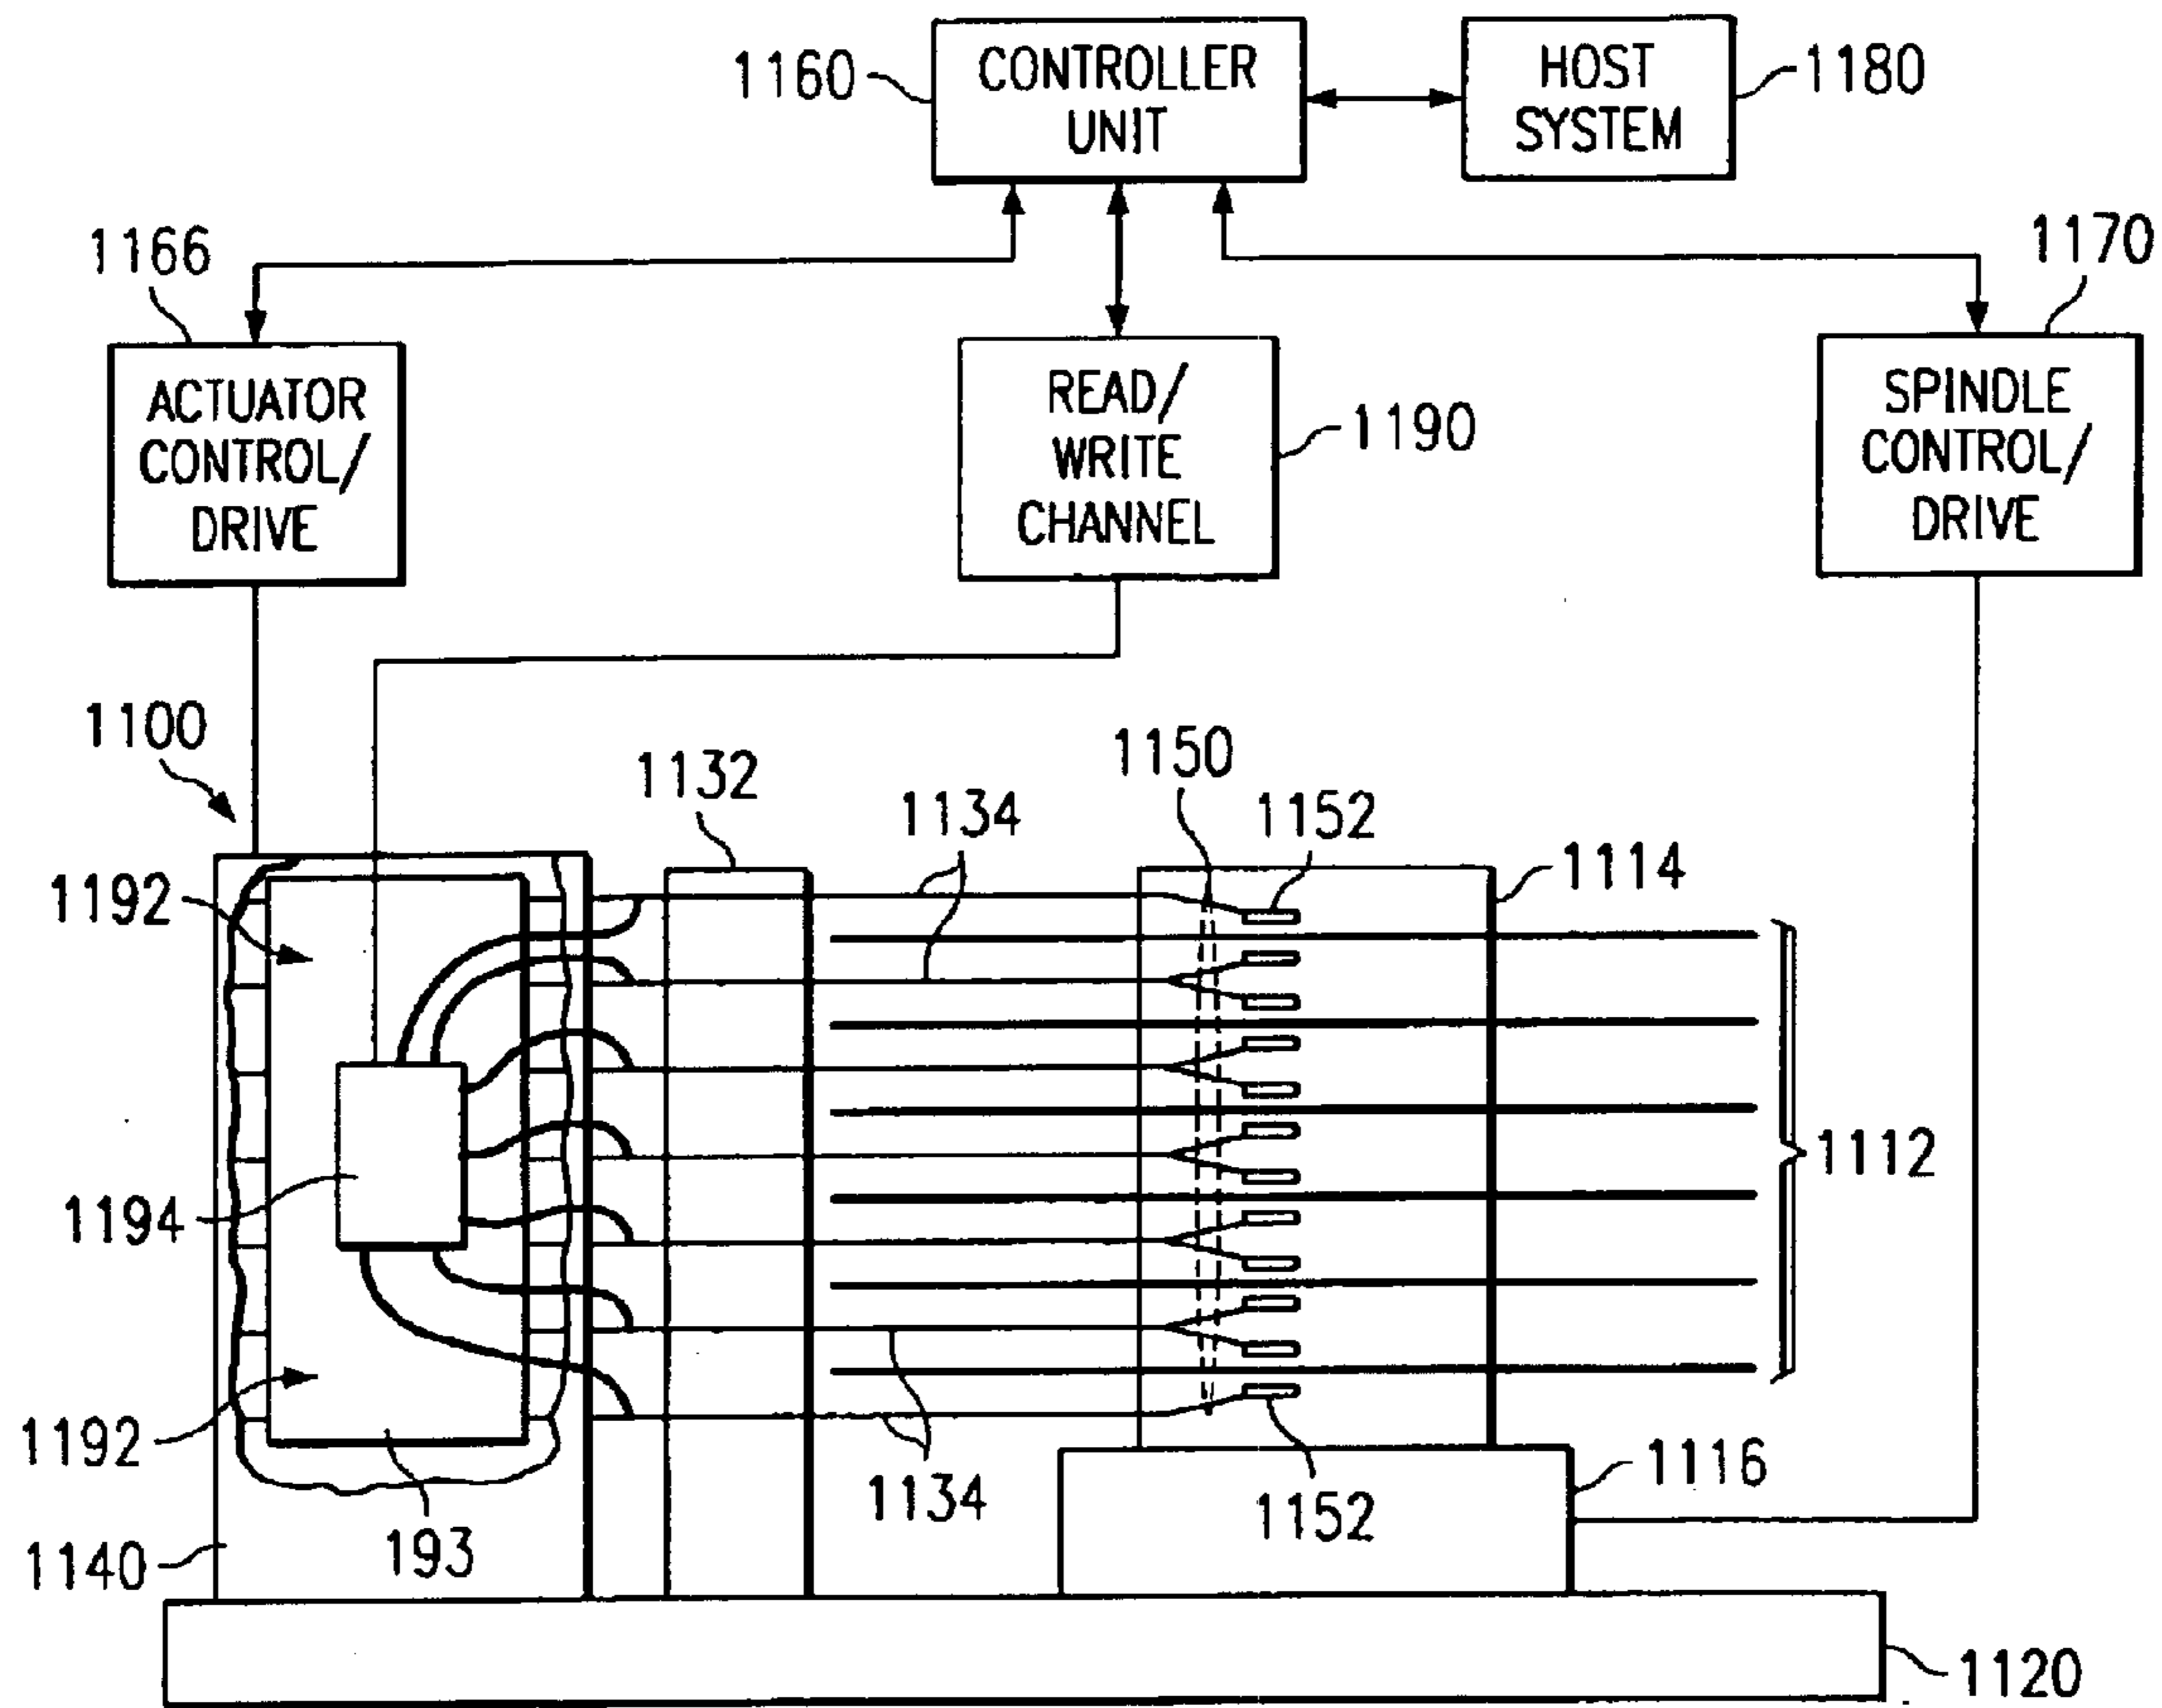 1160
CONTROLLER
UNIT
HOST
SYSTEM
1180
1166
1170
ACTUATOR
CONTROL/
DRIVE
READ/
WRITE
CHANNEL
1190
SPINDLE
CONTROL/
DRIVE
1100
1132
1134
1150
1152
1114
1192
1112
1194
1192
1134
1152
1116
1140
193
1120